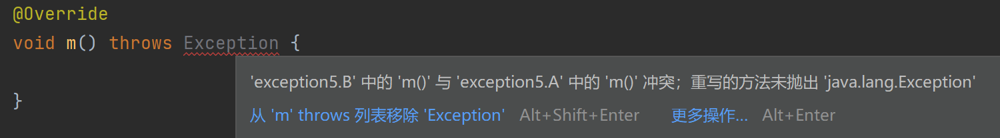 @Override
void m() throws Exception {
'exception5.B' 中的 'm()' 与 'exception5.A' 中的 'm()' 冲突；重写的方法未抛出 'java.lang.Exception'
}
从 'm' throws 列表移除 'Exception' Alt+Shift+Enter 更多操作... Alt+Enter